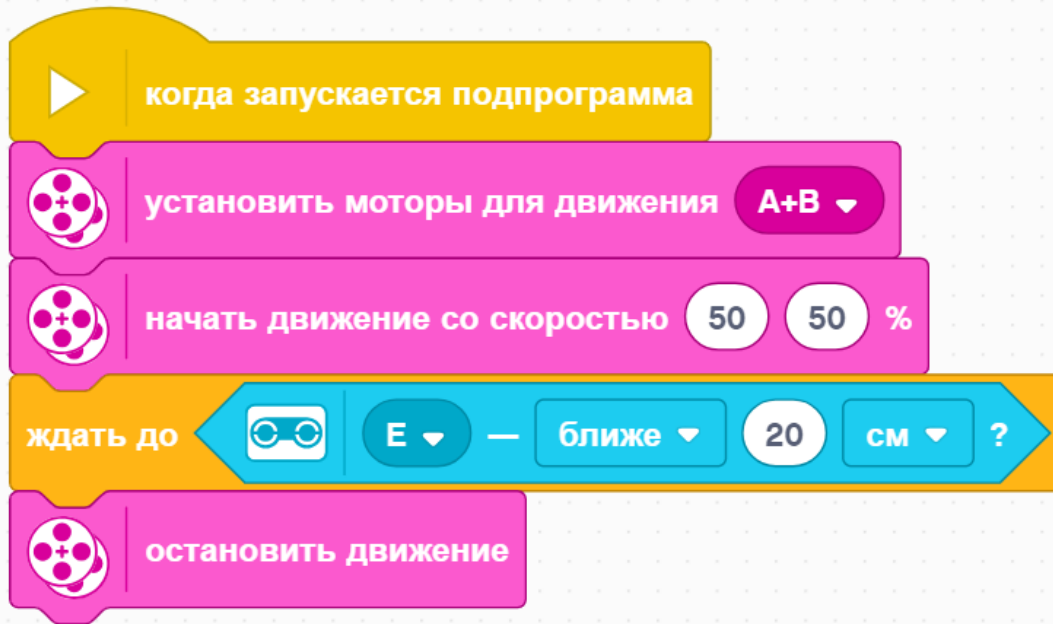 когда запускается подпрограмма
установить моторы для движения A+B
начать движение со скоростью 50 50 %
ждать до E — ближе 20 см ?
остановить движение